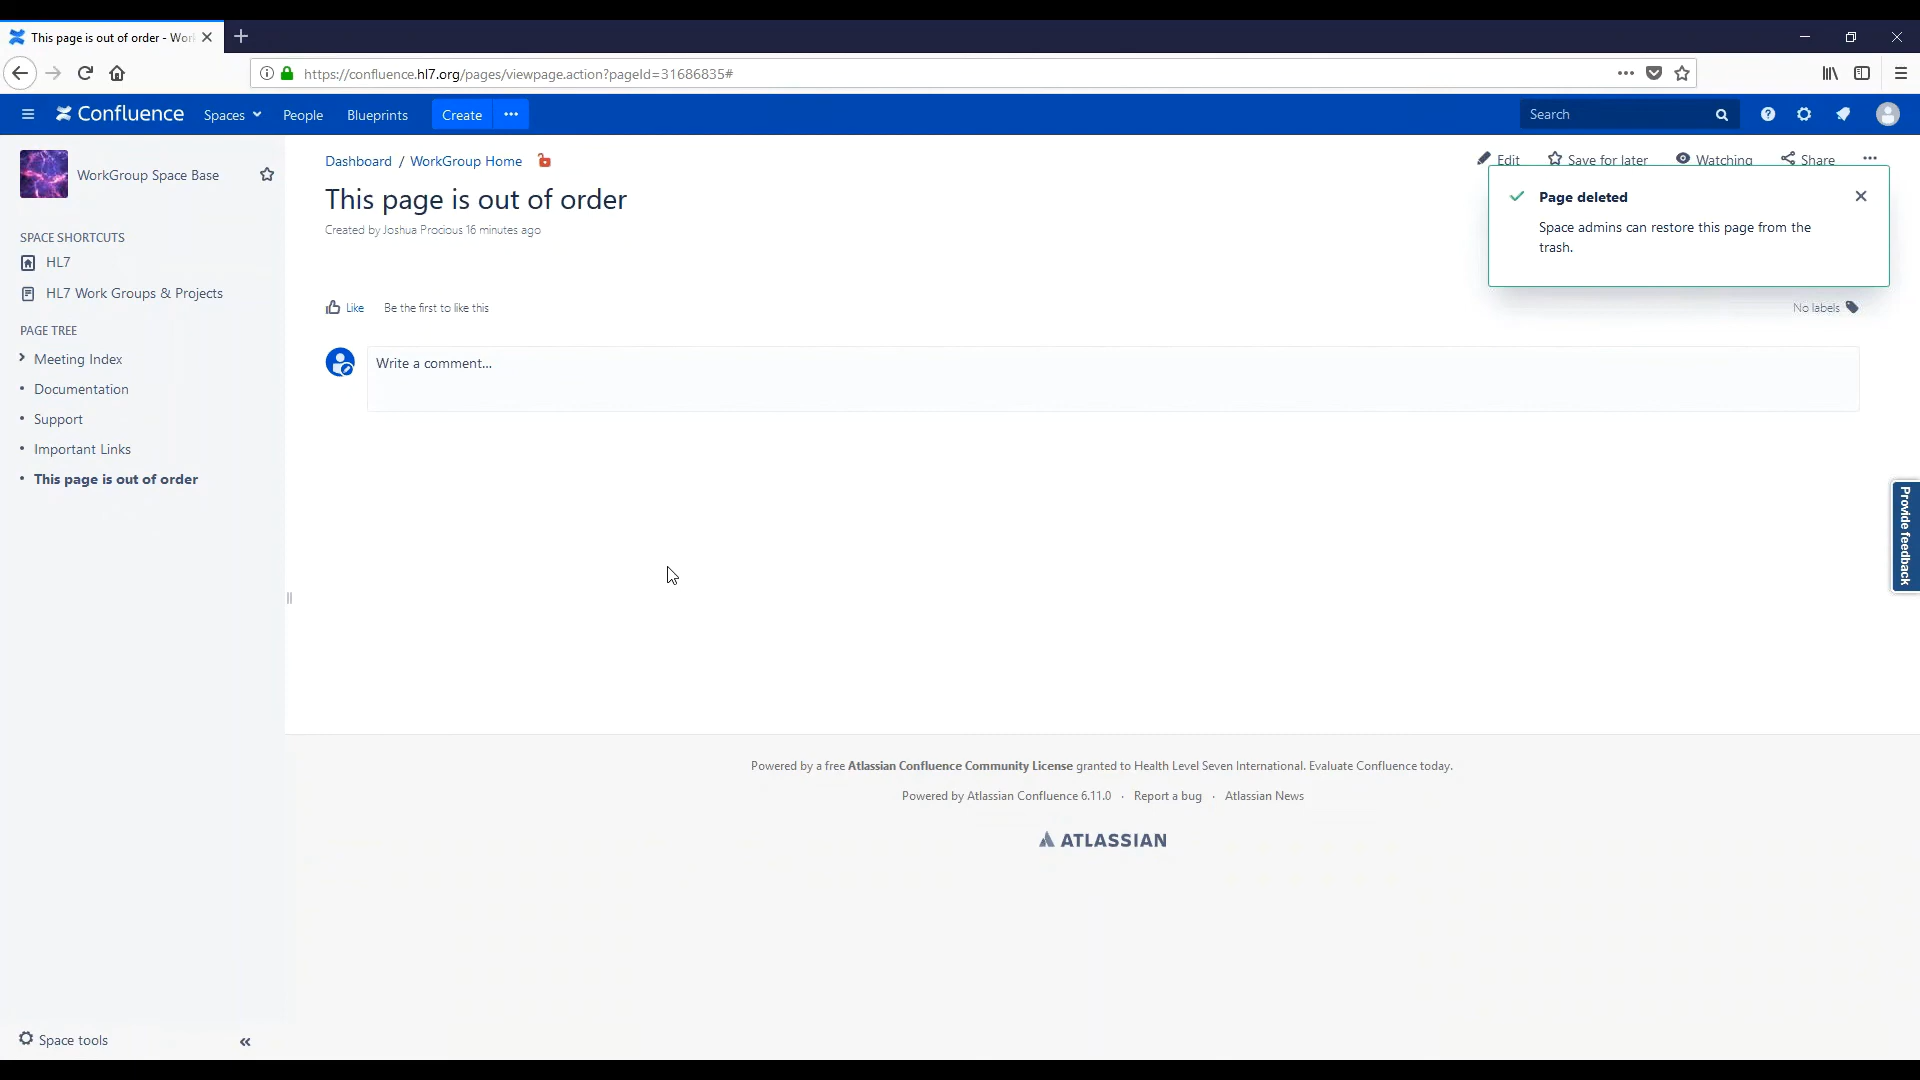 This page is out of order - Wor
https://confluence.hl7.org/pages/viewpage.action?pageId=31686835#
Confluence Spaces People Blueprints Create Search
WorkGroup Space Base
Dashboard / WorkGroup Home
Edit Save for later Watching Share
This page is out of order
Created by Joshua Procious 16 minutes ago
Page deleted
Space admins can restore this page from the
trash.
SPACE SHORTCUTS
HL7
HL7 Work Groups & Projects
Like Be the first to like this
No labels
PAGE TREE
Meeting Index
Documentation
Support
Important Links
This page is out of order
Write a comment...
Provide feedback
Powered by a free Atlassian Confluence Community License granted to Health Level Seven International. Evaluate Confluence today.
Powered by Atlassian Confluence 6.11.0 · Report a bug · Atlassian News
ATLASSIAN
Space tools